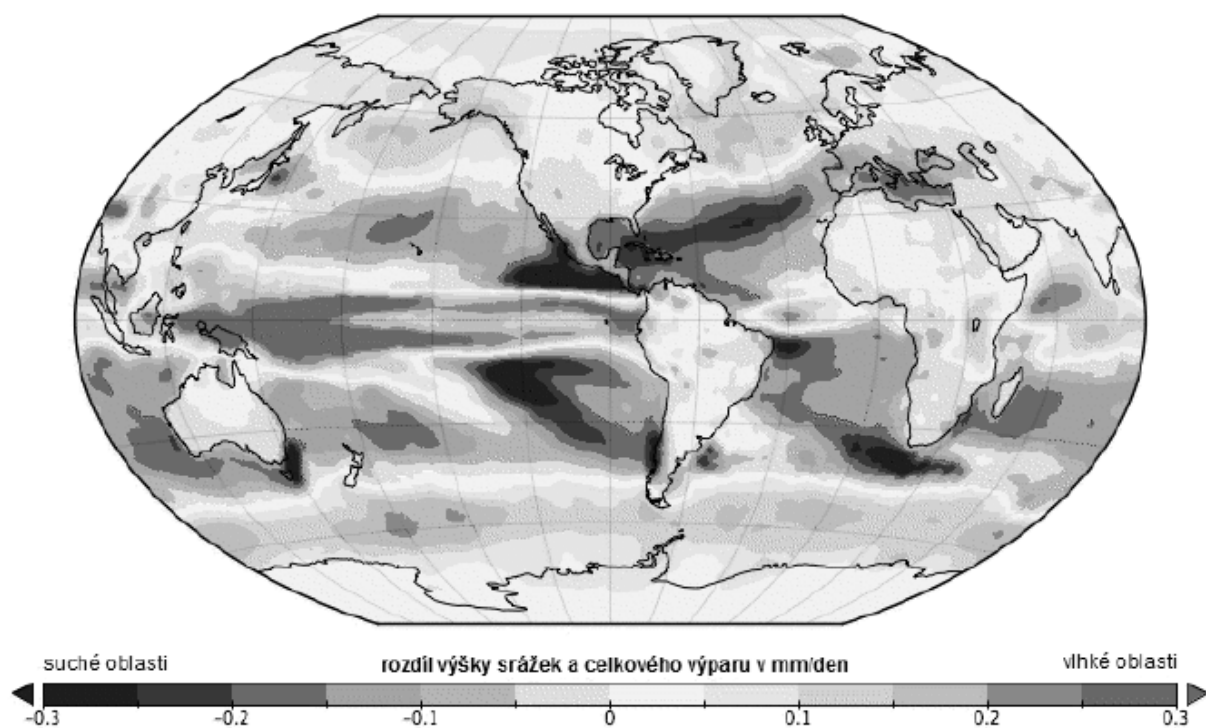 suché oblasti rozdíl výšky srážek a celkového výparu v mm/den vlhké oblasti
−0.3 −0.2 −0.1 0 0.1 0.2 0.3